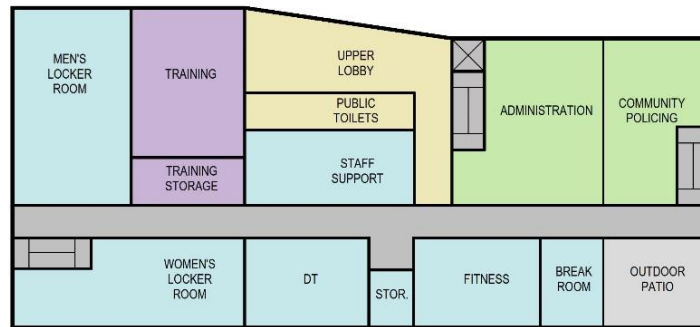 MEN'S
LOCKER
ROOM
TRAINING
UPPER
LOBBY
PUBLIC
TOILETS
ADMINISTRATION
COMMUNITY
POLICING
TRAINING
STORAGE
STAFF
SUPPORT
WOMEN'S
LOCKER
ROOM
DT
STOR.
FITNESS
BREAK
ROOM
OUTDOOR
PATIO